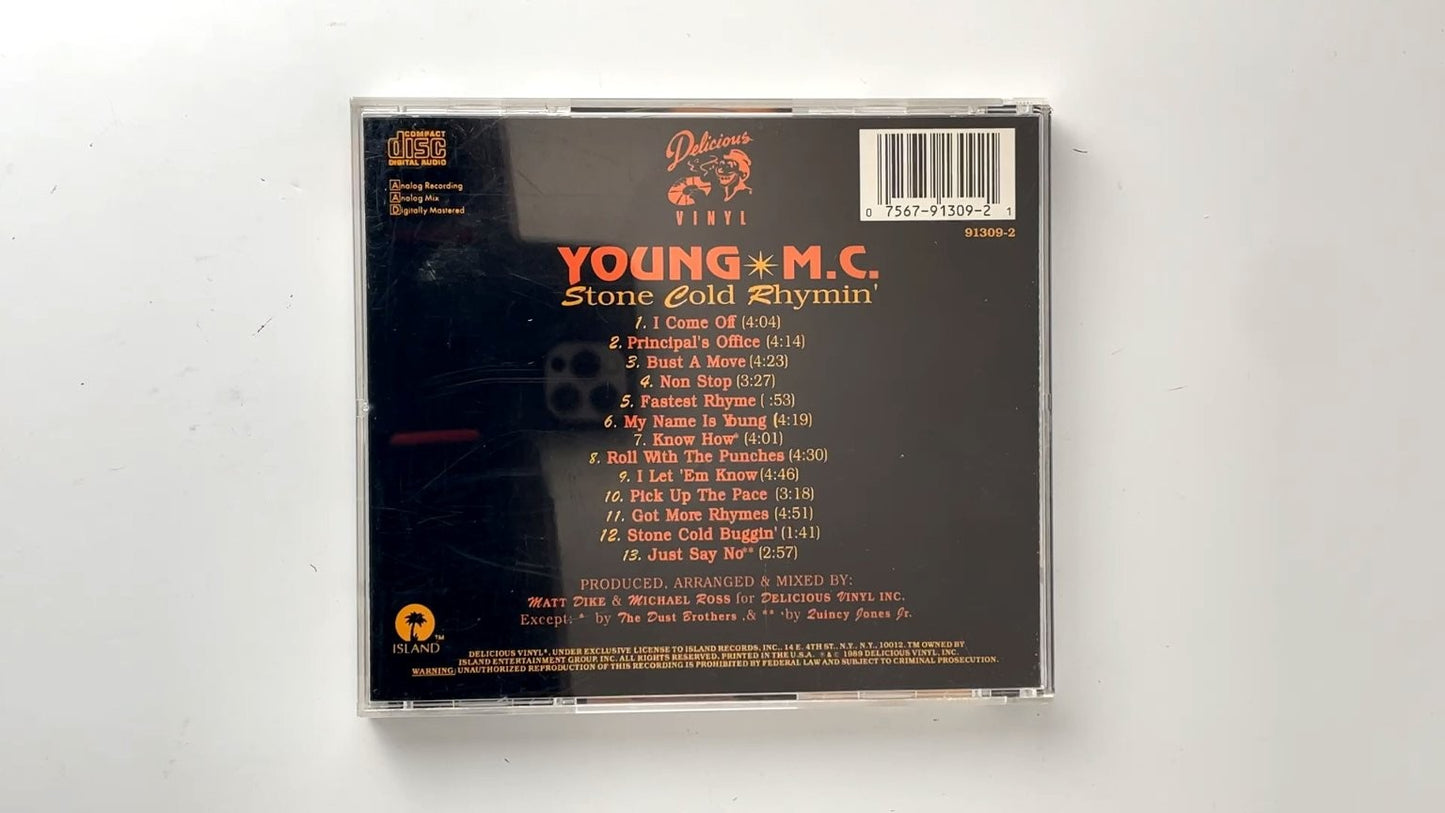 COMPACT
disc
DIGITAL AUDIO
Analog Recording
Analog Mix
Digitally Mastered
Delicious
VINYL
0 7567-91309-2 1
91309-2
YOUNG M.C.
Stone Cold Rhymin'
1. I Come Off (4:04)
2. Principal's Office (4:14)
3. Bust A Move (4:23)
4. Non Stop (3:27)
5. Fastest Rhyme ( :53)
6. My Name Is Young (4:19)
7. Know How* (4:01)
8. Roll With The Punches (4:30)
9. I Let 'Em Know (4:46)
10. Pick Up The Pace (3:18)
11. Got More Rhymes (4:51)
12. Stone Cold Buggin' (1:41)
13. Just Say No** (2:57)
PRODUCED, ARRANGED & MIXED BY:
MATT DIKE & MICHAEL ROSS for DELICIOUS VINYL INC.
Except: * by The Dust Brothers ,& ** by Quincy Jones Jr.
ISLAND™
DELICIOUS VINYL®, UNDER EXCLUSIVE LICENSE TO ISLAND RECORDS, INC., 14 E. 4TH ST., N.Y., N.Y., 10012. TM OWNED BY
ISLAND ENTERTAINMENT GROUP, INC. ALL RIGHTS RESERVED. PRINTED IN THE U.S.A. ℗ & © 1989 DELICIOUS VINYL, INC.
WARNING: UNAUTHORIZED REPRODUCTION OF THIS RECORDING IS PROHIBITED BY FEDERAL LAW AND SUBJECT TO CRIMINAL PROSECUTION.